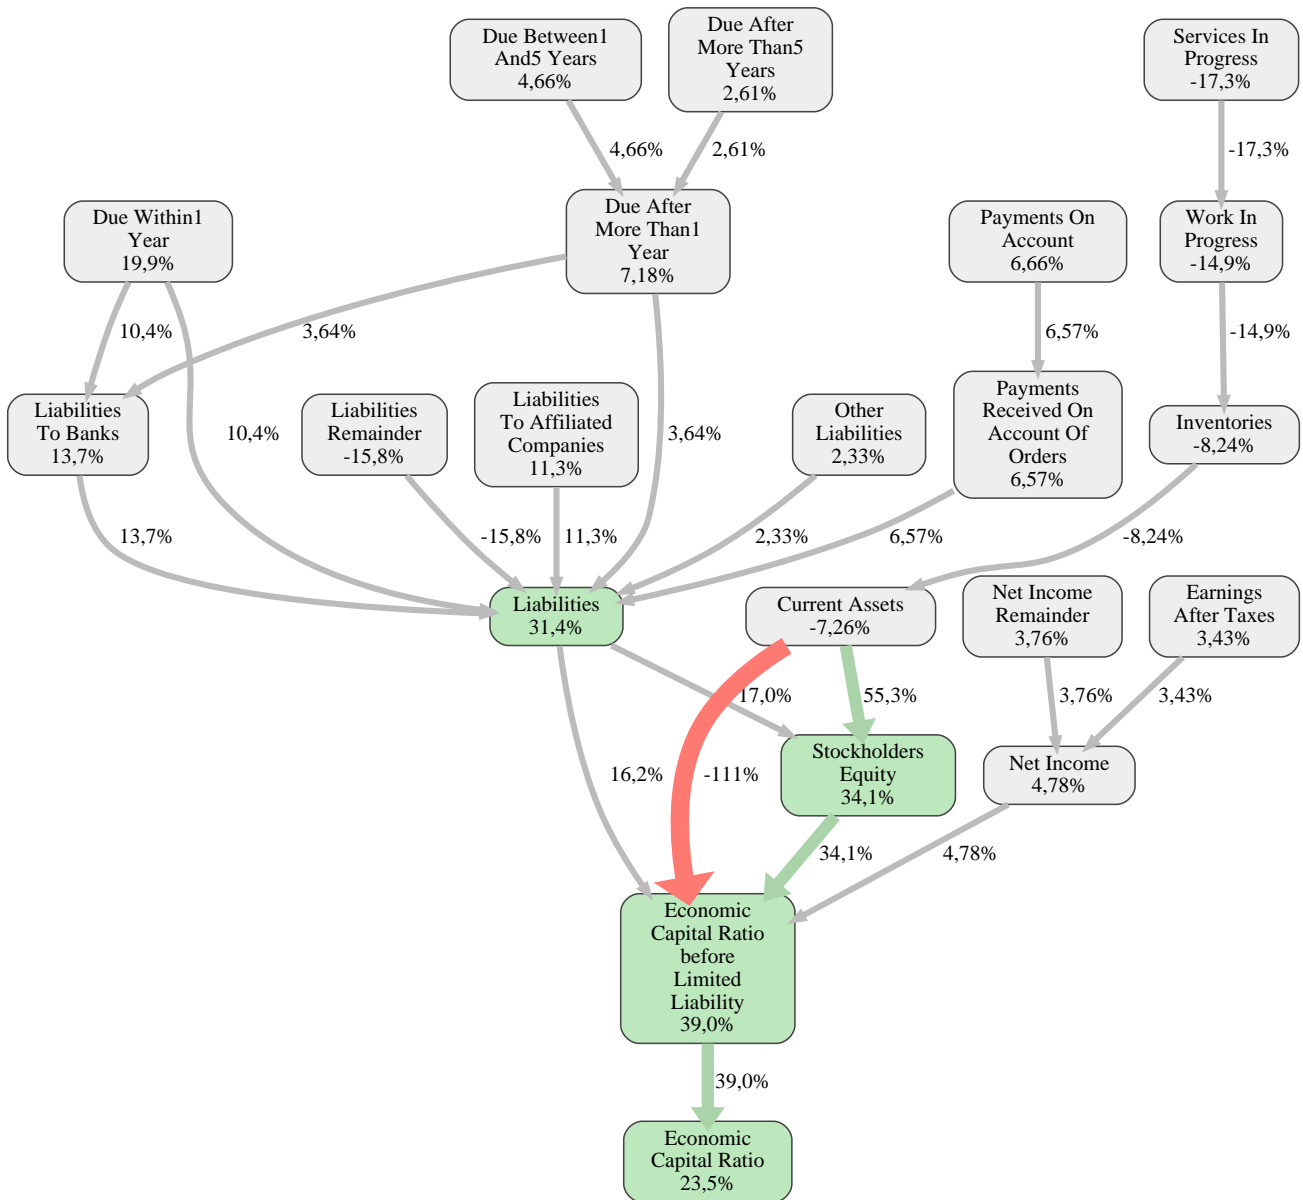 Due Between1
And5 Years
4,66%
Due After
More Than5
Years
2,61%
Services In
Progress
-17,3%
4,66%
2,61%
-17,3%
Due Within1
Year
19,9%
Due After
More Than1
Year
7,18%
Payments On
Account
6,66%
Work In
Progress
-14,9%
10,4%
3,64%
6,57%
-14,9%
Liabilities
To Banks
13,7%
10,4%
Liabilities
Remainder
-15,8%
Liabilities
To Affiliated
Companies
11,3%
3,64%
Other
Liabilities
2,33%
Payments
Received On
Account Of
Orders
6,57%
Inventories
-8,24%
13,7%
-15,8%
11,3%
2,33%
6,57%
-8,24%
Liabilities
31,4%
Current Assets
-7,26%
Net Income
Remainder
3,76%
Earnings
After Taxes
3,43%
17,0%
55,3%
3,76%
3,43%
16,2%
-111%
Stockholders
Equity
34,1%
Net Income
4,78%
34,1%
4,78%
Economic
Capital Ratio
before
Limited
Liability
39,0%
39,0%
Economic
Capital Ratio
23,5%